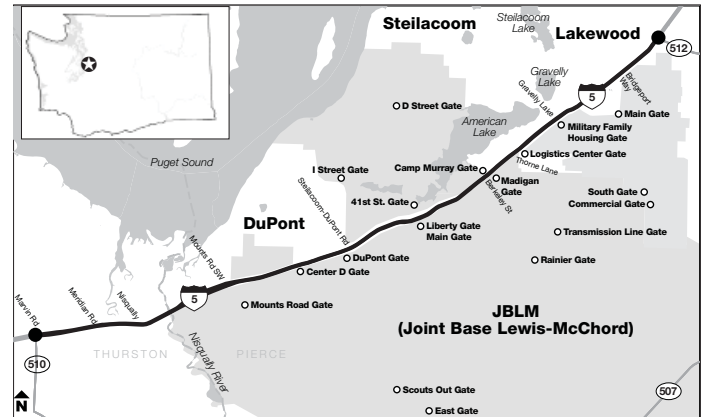 Steilacoom
Steilacoom
Lake
Lakewood
512
Gravelly
Lake
Gravelly Lake
5
Bridgeport
Way
D Street Gate
American
Lake
Main Gate
Military Family
Housing Gate
Logistics Center Gate
Thorne Lane
Puget Sound
I Street Gate
Camp Murray Gate
Madigan
Gate
Berkeley St
South Gate
Commercial Gate
41st St. Gate
Steilacoom-DuPont Rd
DuPont
Liberty Gate
Main Gate
Transmission Line Gate
DuPont Gate
Rainier Gate
Center D Gate
Mounts Rd SW
5
Mounts Road Gate
Nisqually
Meridian Rd
Marvin Rd
JBLM
(Joint Base Lewis-McChord)
THURSTON
PIERCE
510
Nisqually River
Scouts Out Gate
507
East Gate
N